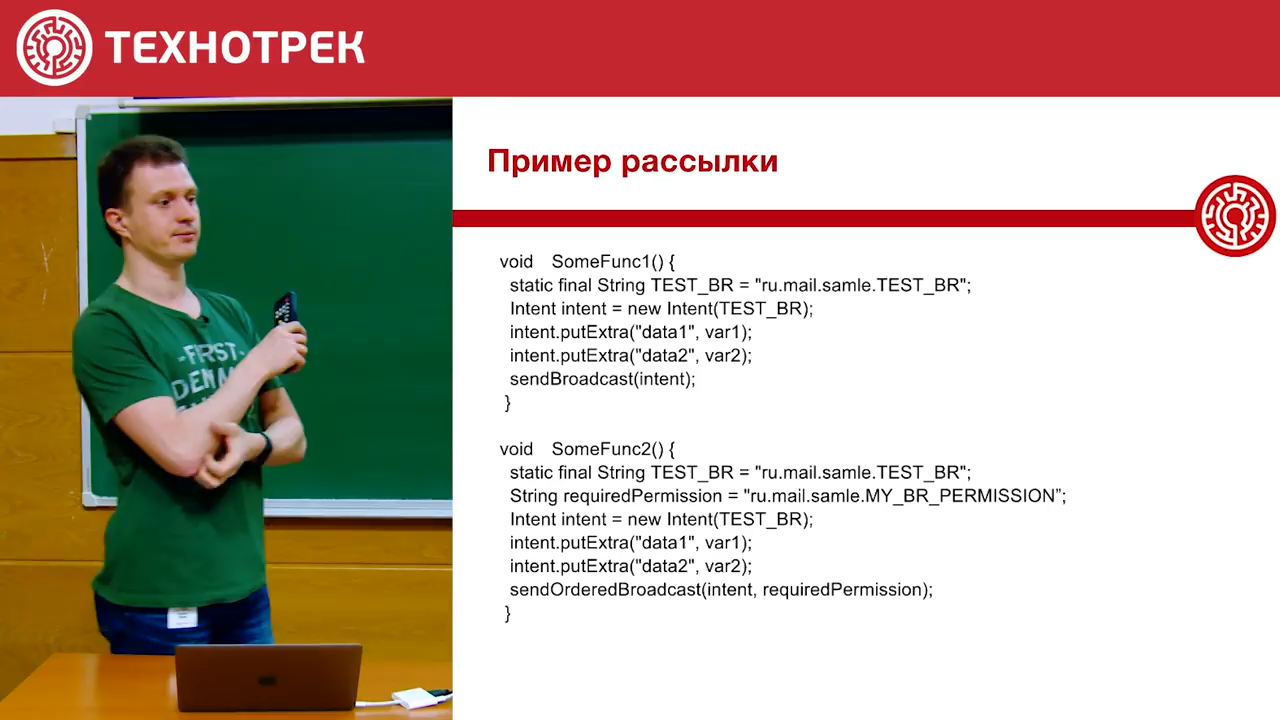 ТЕХНОТРЕК
-FIRST-
Пример рассылки
void SomeFunc1() {
static final String TEST_BR = "ru.mail.samle.TEST_BR";
Intent intent = new Intent(TEST_BR);
intent.putExtra("data1", var1);
intent.putExtra("data2", var2);
sendBroadcast(intent);
}
void SomeFunc2() {
static final String TEST_BR = "ru.mail.samle.TEST_BR";
String requiredPermission = "ru.mail.samle.MY_BR_PERMISSION”;
Intent intent = new Intent(TEST_BR);
intent.putExtra("data1", var1);
intent.putExtra("data2", var2);
sendOrderedBroadcast(intent, requiredPermission);
}